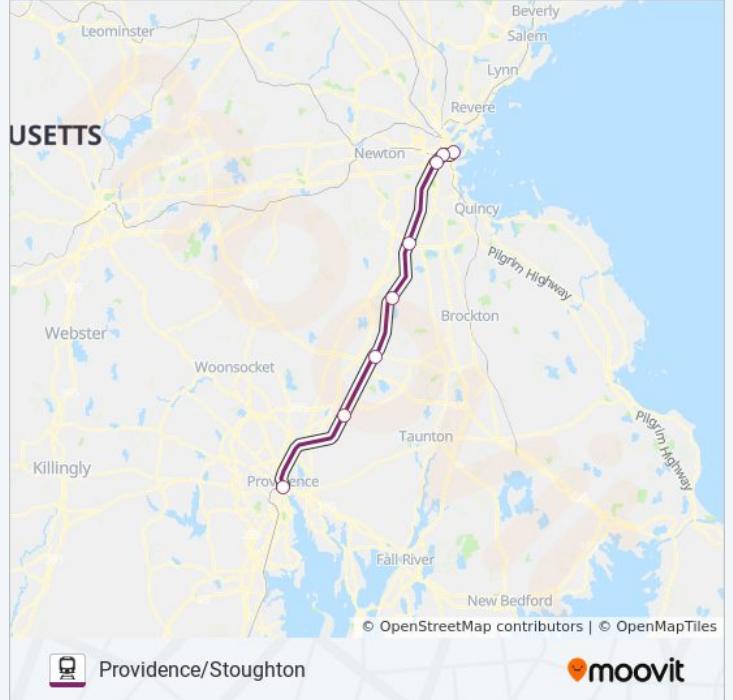 Beverly
Leominster
Salem
Lynn
Revere
USETTS
Newton
Quincy
Pilgrim Highway
Brockton
Webster
Woonsocket
Pilgrim Highway
Taunton
Killingly
Providence
Fall River
New Bedford
© OpenStreetMap contributors | © OpenMapTiles
Providence/Stoughton
moovit